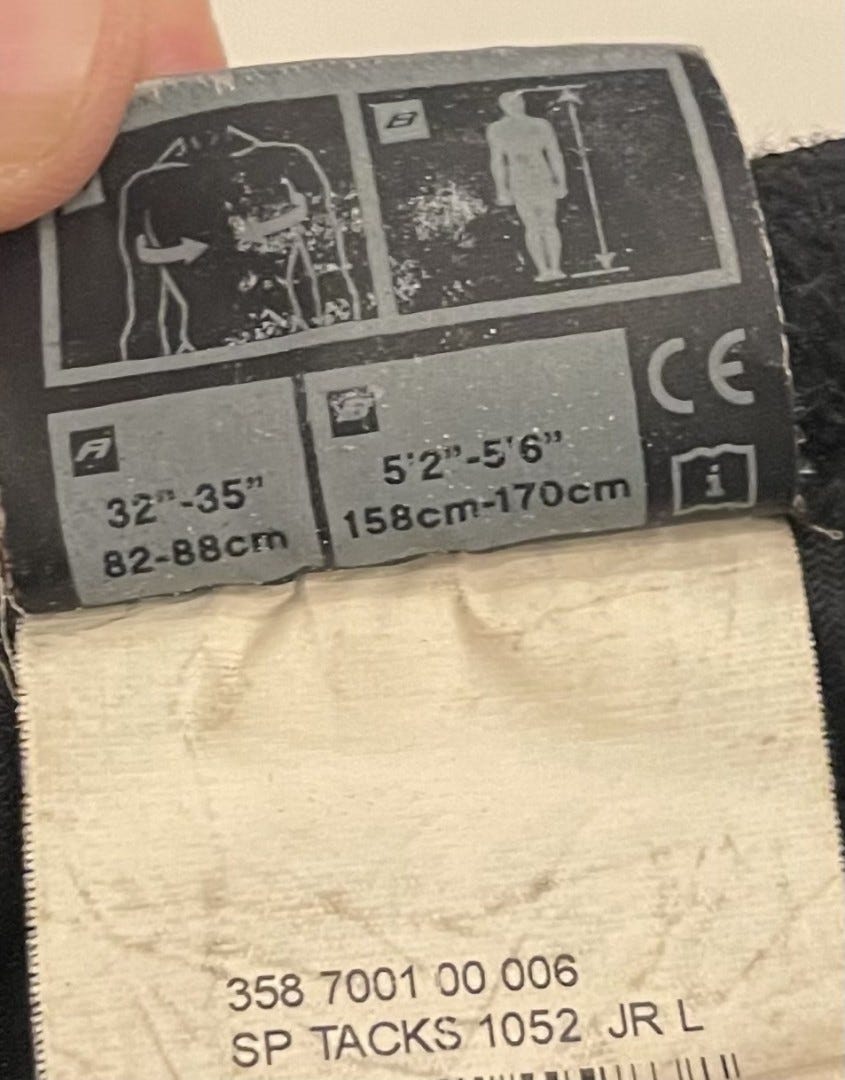 B
CE
A
B
32"-35"
5'2"-5'6"
82-88cm
158cm-170cm
i
358 7001 00 006
SP TACKS 1052 JR L